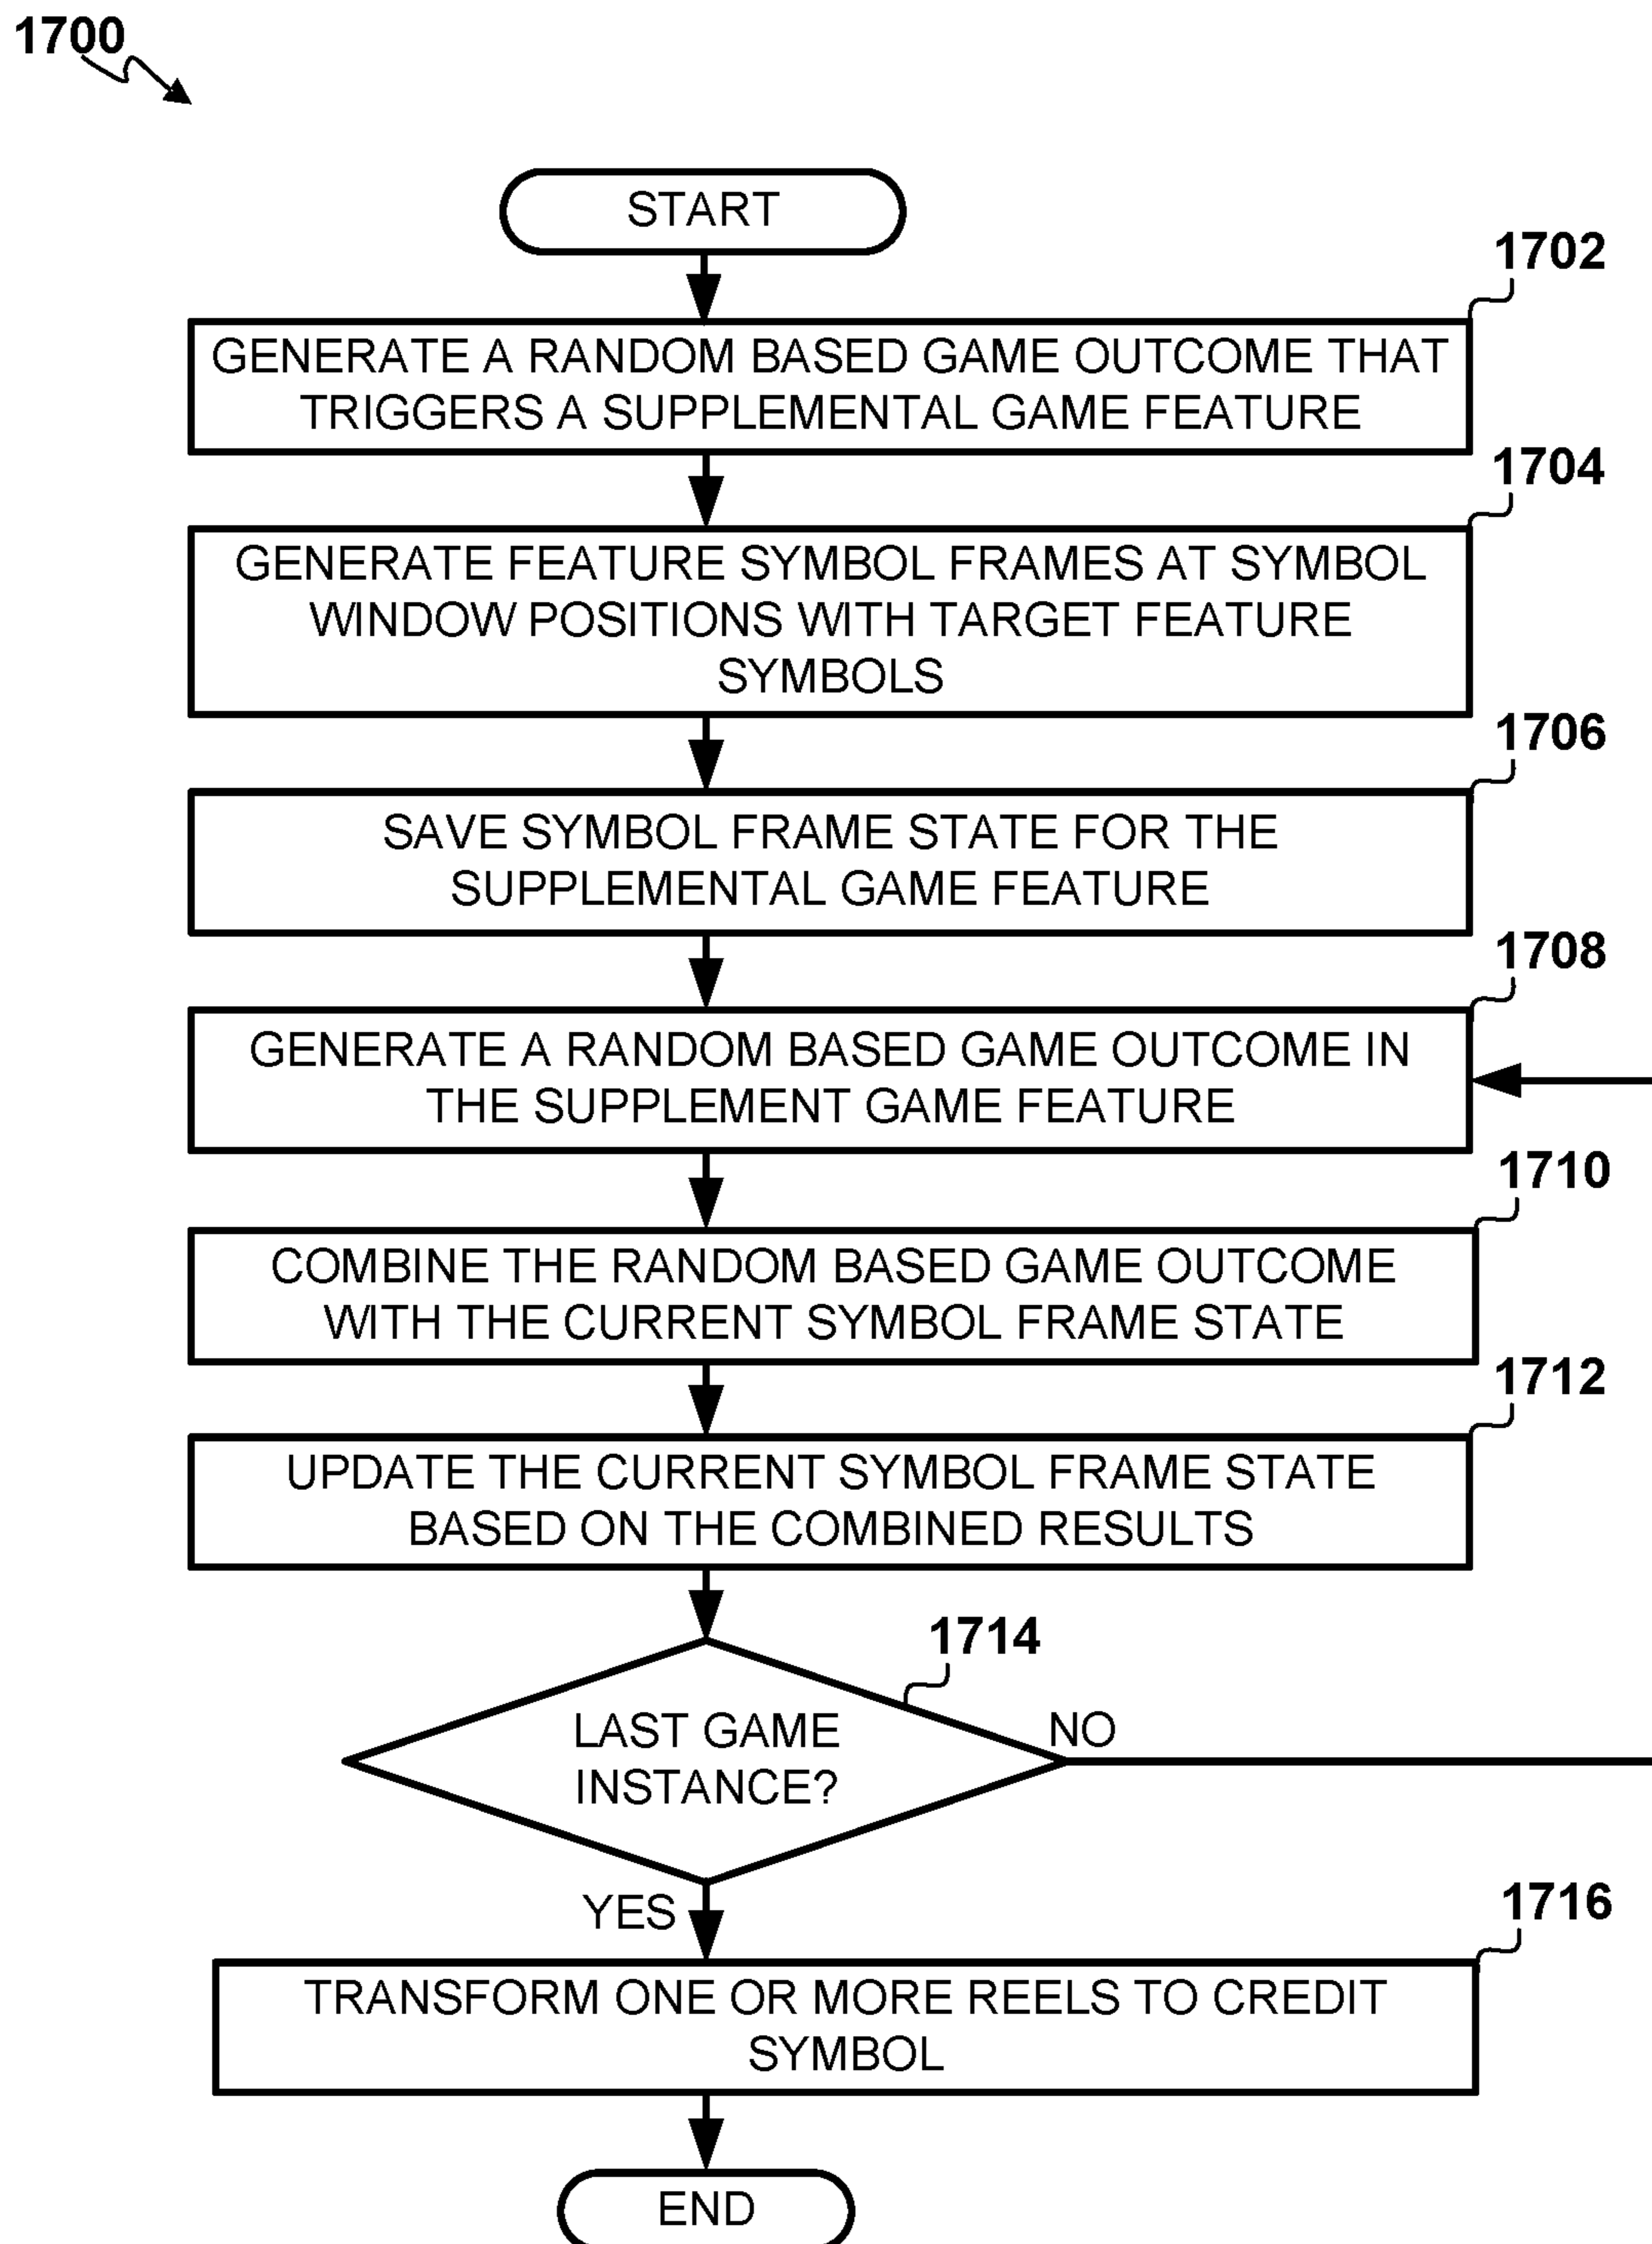 1700
START
1702
GENERATE A RANDOM BASED GAME OUTCOME THAT
TRIGGERS A SUPPLEMENTAL GAME FEATURE
1704
GENERATE FEATURE SYMBOL FRAMES AT SYMBOL
WINDOW POSITIONS WITH TARGET FEATURE
SYMBOLS
1706
SAVE SYMBOL FRAME STATE FOR THE
SUPPLEMENTAL GAME FEATURE
1708
GENERATE A RANDOM BASED GAME OUTCOME IN
THE SUPPLEMENT GAME FEATURE
1710
COMBINE THE RANDOM BASED GAME OUTCOME
WITH THE CURRENT SYMBOL FRAME STATE
1712
UPDATE THE CURRENT SYMBOL FRAME STATE
BASED ON THE COMBINED RESULTS
1714
LAST GAME
INSTANCE?
NO
YES
1716
TRANSFORM ONE OR MORE REELS TO CREDIT
SYMBOL
END